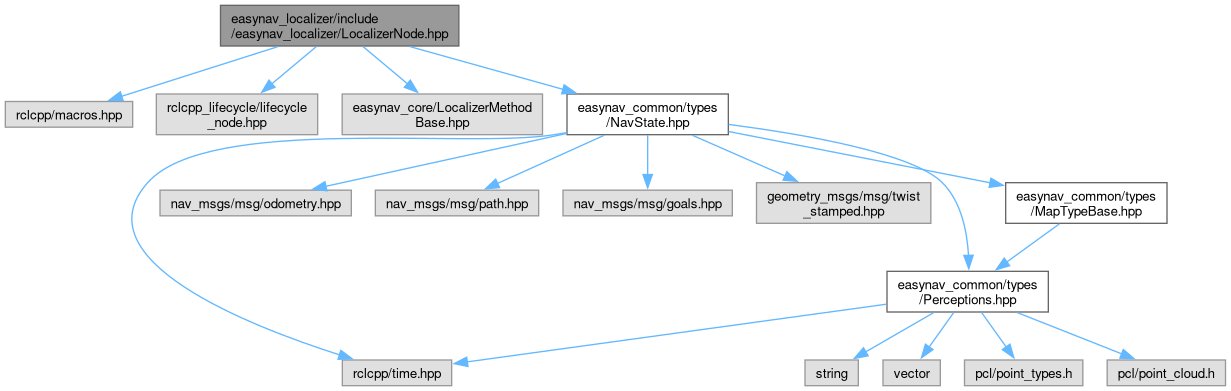 easynav_localizer/include
/easynav_localizer/LocalizerNode.hpp
rclcpp/macros.hpp
rclcpp_lifecycle/lifecycle
_node.hpp
easynav_core/LocalizerMethod
Base.hpp
easynav_common/types
/NavState.hpp
nav_msgs/msg/odometry.hpp
nav_msgs/msg/path.hpp
nav_msgs/msg/goals.hpp
geometry_msgs/msg/twist
_stamped.hpp
easynav_common/types
/MapTypeBase.hpp
easynav_common/types
/Perceptions.hpp
rclcpp/time.hpp
string
vector
pcl/point_types.h
pcl/point_cloud.h